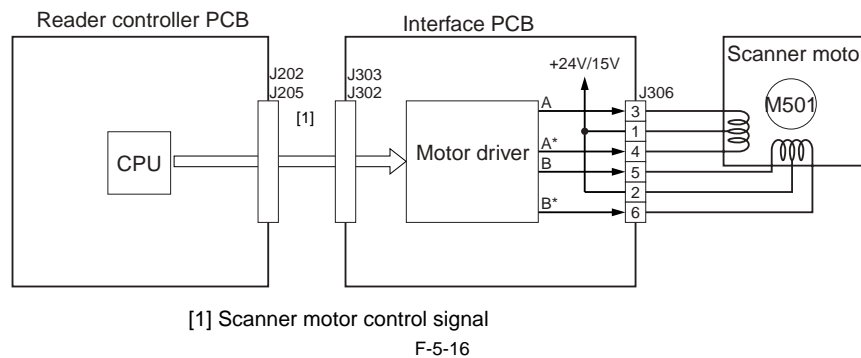 Reader controller PCB
Interface PCB
Scanner moto
+24V/15V
J202
J205
[1]
J303
J302
J306
M501
CPU
Motor driver
A
A*
B
B*
3
1
4
5
2
6
[1] Scanner motor control signal
F-5-16